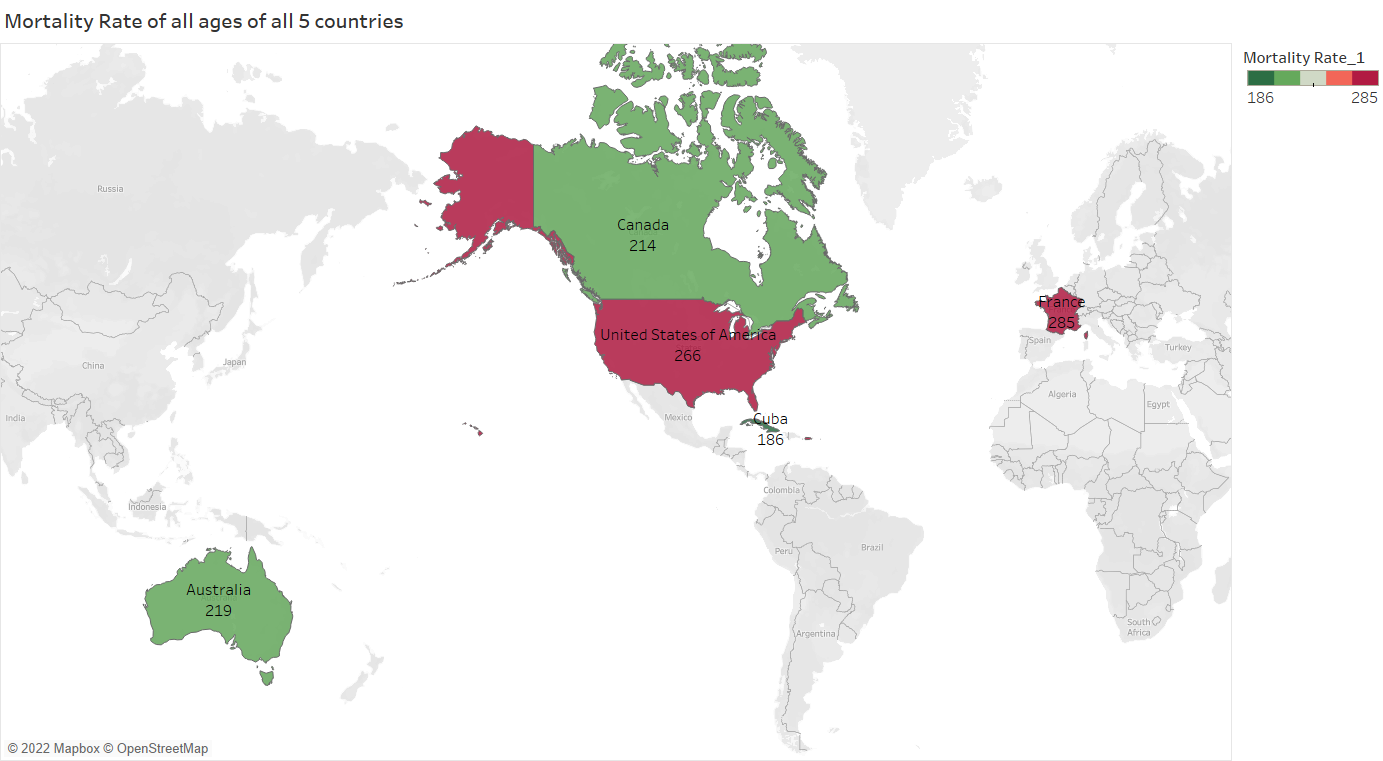 Mortality Rate of all ages of all 5 countries
Mortality Rate_1
186 285
Russia
Canada
214
France
285
United States of America
266
Spain
Turkey
Japan
China
Algeria
Egypt
India
Mexico
Cuba
186
Colombia
Indonesia
Peru
Brazil
Australia
219
South
Africa
Argentina
© 2022 Mapbox © OpenStreetMap